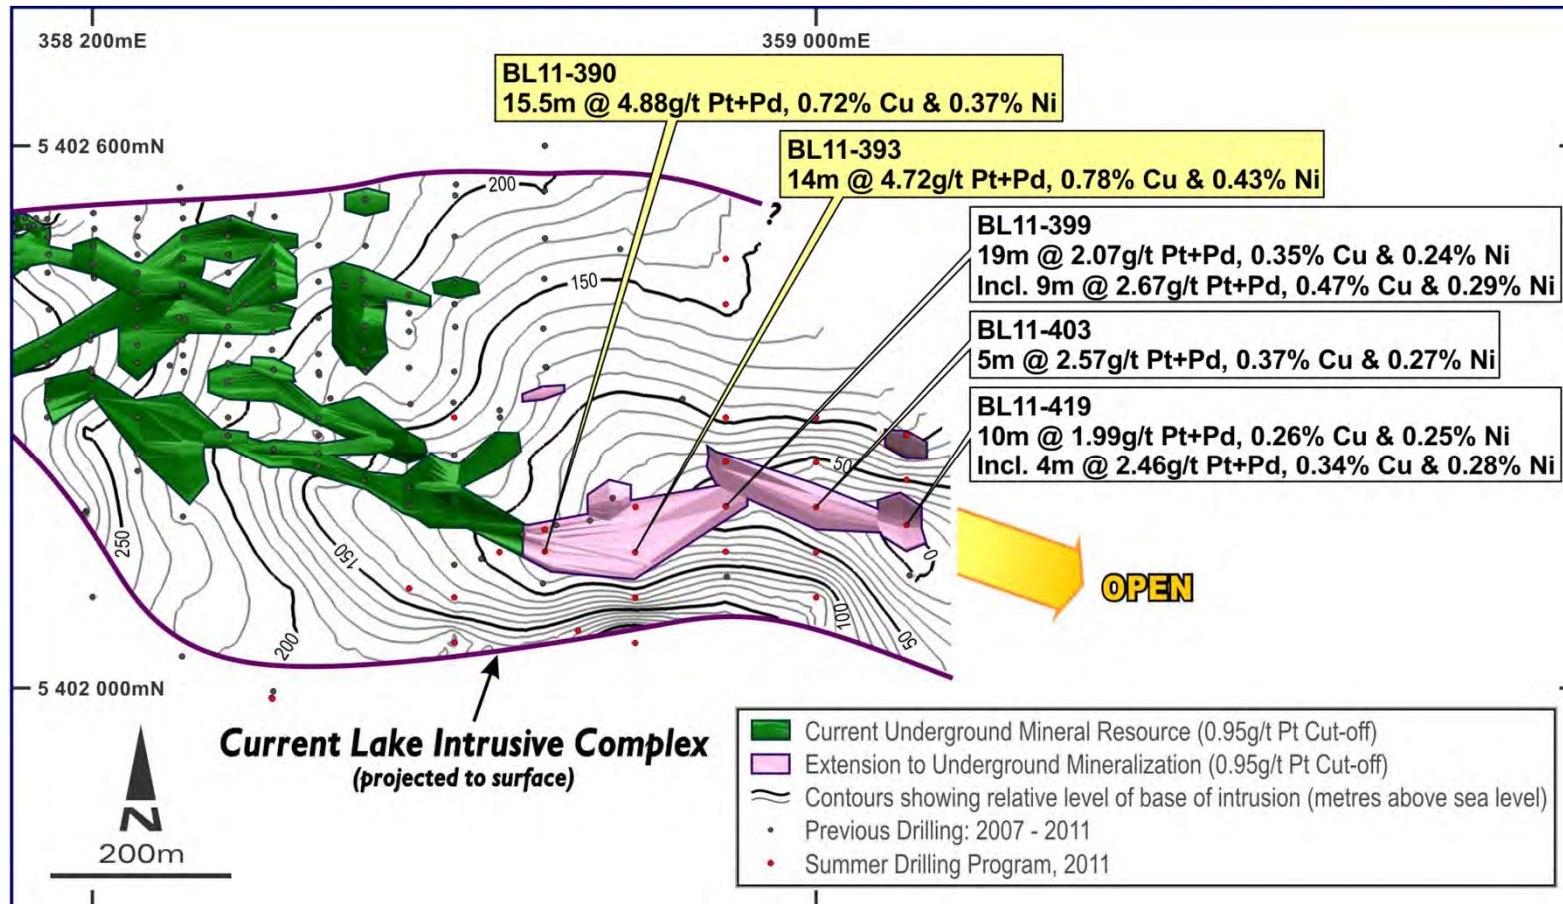 358 200mE
359 000mE
BL11-390
15.5m @ 4.88g/t Pt+Pd, 0.72% Cu & 0.37% Ni
5 402 600mN
BL11-393
14m @ 4.72g/t Pt+Pd, 0.78% Cu & 0.43% Ni
200
?
BL11-399
19m @ 2.07g/t Pt+Pd, 0.35% Cu & 0.24% Ni
Incl. 9m @ 2.67g/t Pt+Pd, 0.47% Cu & 0.29% Ni
150
BL11-403
5m @ 2.57g/t Pt+Pd, 0.37% Cu & 0.27% Ni
BL11-419
10m @ 1.99g/t Pt+Pd, 0.26% Cu & 0.25% Ni
Incl. 4m @ 2.46g/t Pt+Pd, 0.34% Cu & 0.28% Ni
50
250
150
0
OPEN
100
50
200
5 402 000mN
Current Lake Intrusive Complex
(projected to surface)
N
200m
Current Underground Mineral Resource (0.95g/t Pt Cut-off)
Extension to Underground Mineralization (0.95g/t Pt Cut-off)
Contours showing relative level of base of intrusion (metres above sea level)
Previous Drilling: 2007 - 2011
Summer Drilling Program, 2011